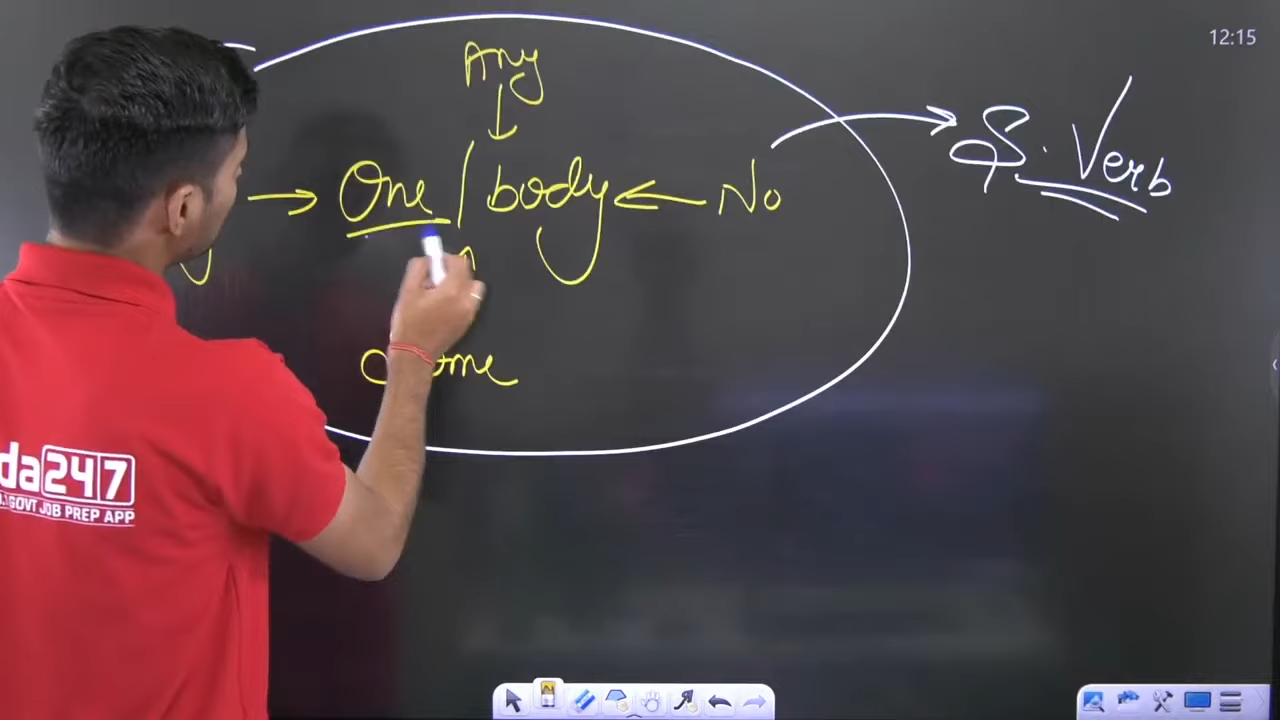 12:15
Any
S. Verb
One / body
No
Some
da247
GOVT JOB PREP APP